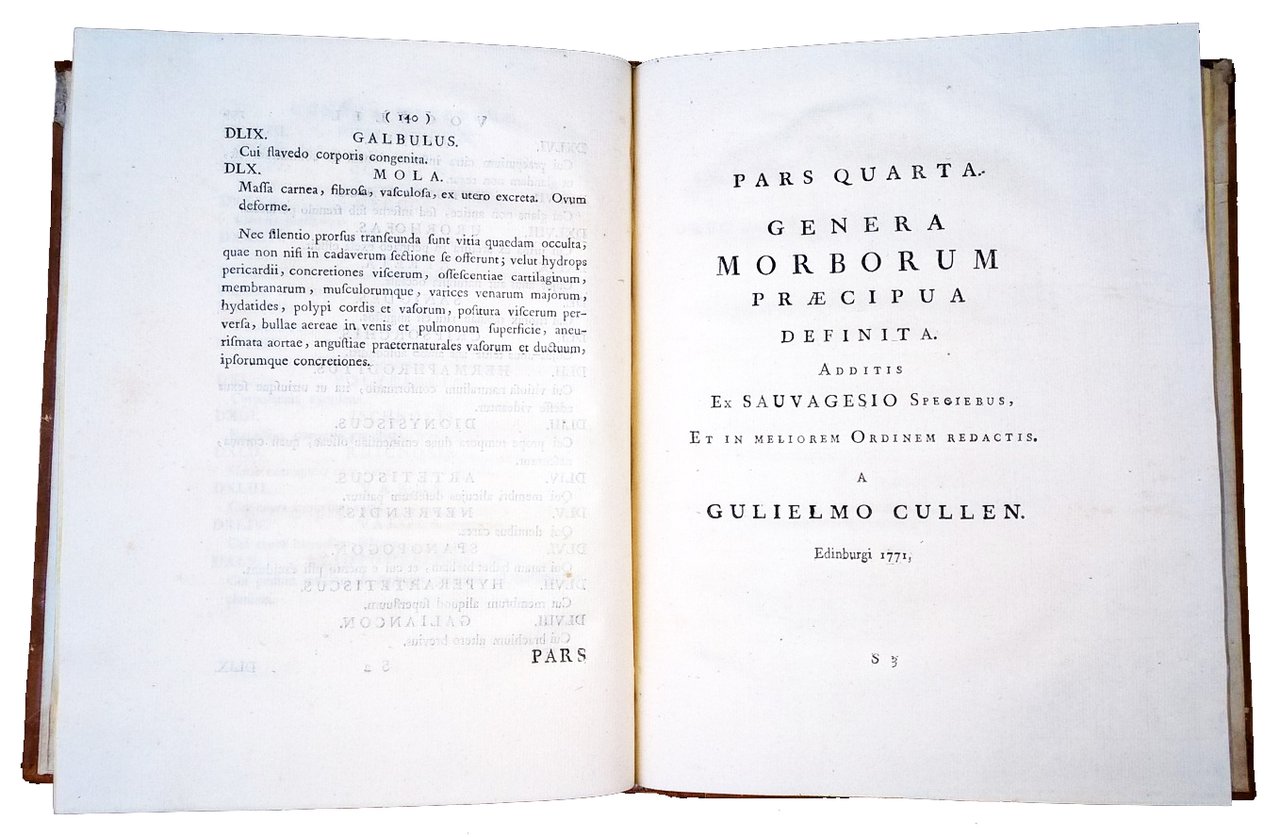 ( 140 )
DLIX. GALBULUS.
Cui flavedo corporis congenita.
DLX. MOLA.
Maſſa carnea, fibroſa, vaſculoſa, ex utero excreta. Ovum
deforme.
Nec ſilentio prorſus tranſeunda ſunt vitia quaedam occulta,
quae non niſi in cadaverum ſectione ſe offerunt; velut hydrops
pericardii, concretiones viſcerum, oſſeſcentiae cartilaginum,
membranarum, muſculorumque, varices venarum majorum,
hydatides, polypi cordis et vaſorum, poſitura viſcerum per-
verſa, bullae aereae in venis et pulmonum ſuperficie, aneu-
riſmata aortae, anguſtiae praeternaturales vaſorum et ductuum,
ipſorumque concretiones.
PARS
PARS QUARTA.
GENERA
MORBORUM
PRÆCIPUA
DEFINITA.
ADDITIS
EX SAUVAGESIO SPECIEBUS,
ET IN MELIOREM ORDINEM REDACTIS.
A
GULIELMO CULLEN.
Edinburgi 1771,
S 3